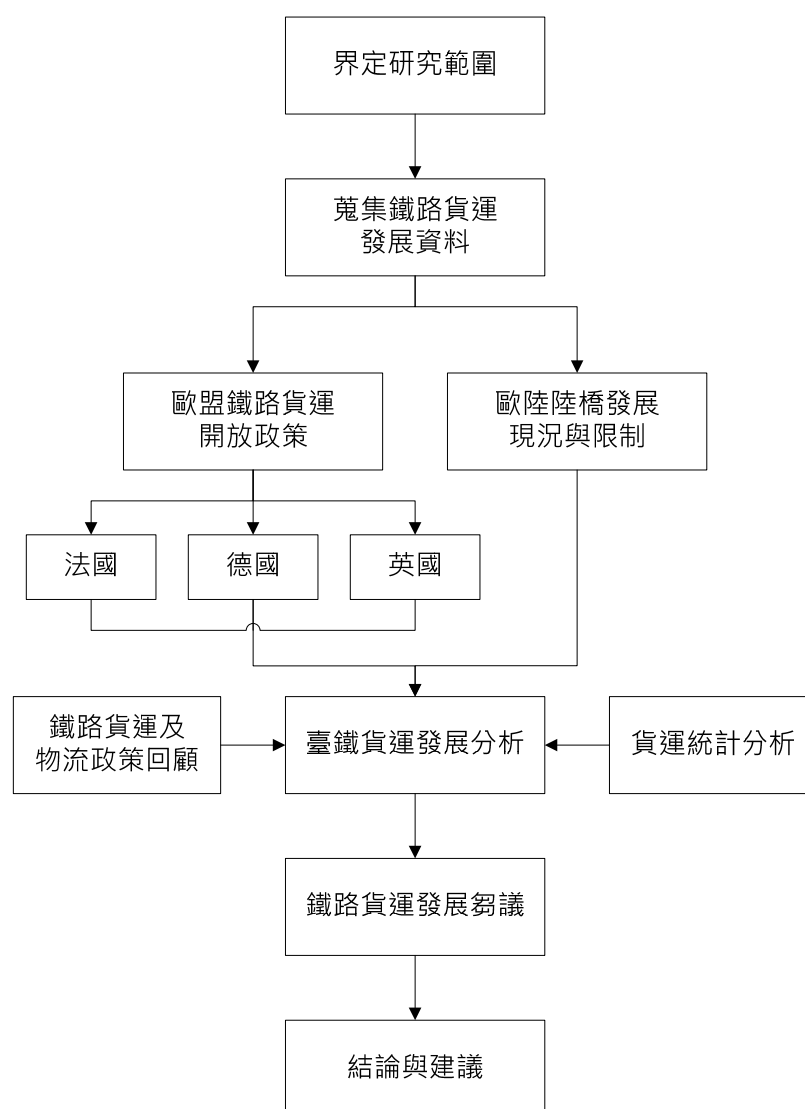 界定研究範圍
蒐集鐵路貨運
發展資料
歐盟鐵路貨運
開放政策
歐陸陸橋發展
現況與限制
法國
德國
英國
鐵路貨運及
物流政策回顧
臺鐵貨運發展分析
貨運統計分析
鐵路貨運發展芻議
結論與建議